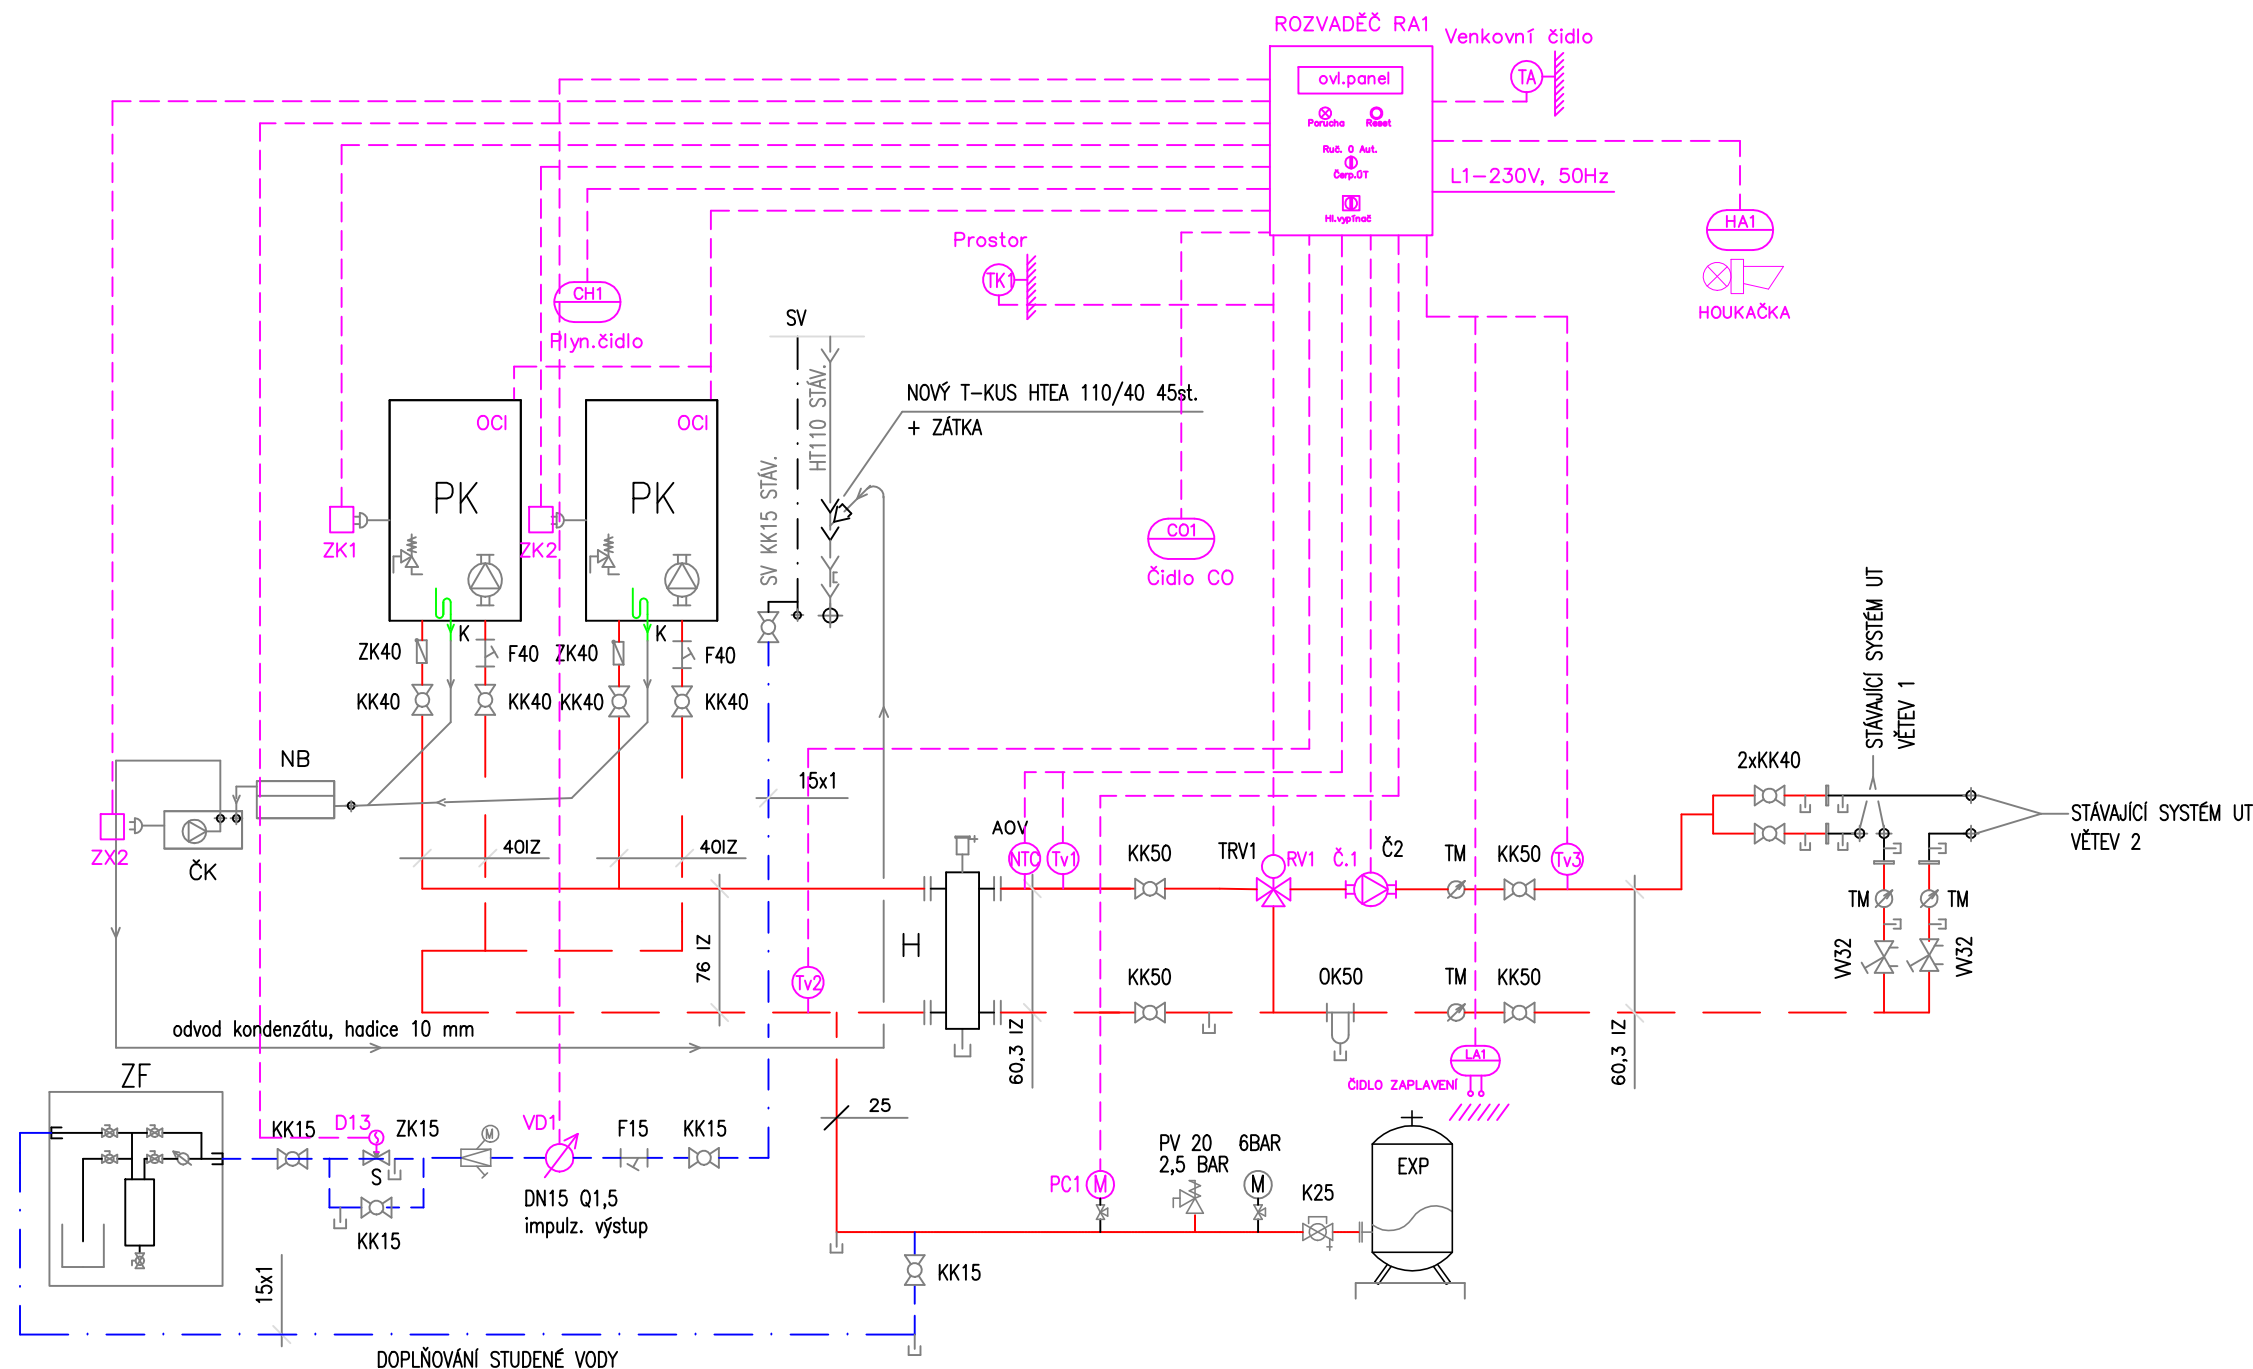 ROZVADĚČ RA1
Venkovní čidlo
ovl.panel
TA
Porucha
Reset
Ruč. 0 Aut.
Čerp.ÚT
L1-230V, 50Hz
Hl.vypínač
HA1
HOUKAČKA
Prostor
TK1
CH1
Plyn.čidlo
SV
HT110 STÁV.
SV KK15 STÁV.
NOVÝ T-KUS HTEA 110/40 45st.
+ ZÁTKA
OCI
OCI
PK
PK
ZK1
ZK2
CO1
Čidlo CO
K
K
ZK40
F40
ZK40
F40
KK40
KK40
KK40
KK40
STÁVAJÍCÍ SYSTÉM UT
VĚTEV 1
NB
2xKK40
15x1
STÁVAJÍCÍ SYSTÉM UT
VĚTEV 2
ZX2
ČK
40IZ
40IZ
AOV
NTC
Tv1
KK50
TRV1
RV1
Č.1
Č2
TM
KK50
Tv3
TM
TM
H
76 IZ
Tv2
VV32
VV32
KK50
OK50
TM
KK50
odvod kondenzátu, hadice 10 mm
60,3 IZ
60,3 IZ
LA1
ČIDLO ZAPLAVENÍ
ZF
25
KK15
D13
ZK15
M
VD1
F15
KK15
S
PV 20
2,5 BAR
6BAR
EXP
PC1
M
M
K25
DN15 Q1,5
impulz. výstup
KK15
KK15
15x1
DOPLŇOVÁNÍ STUDENÉ VODY